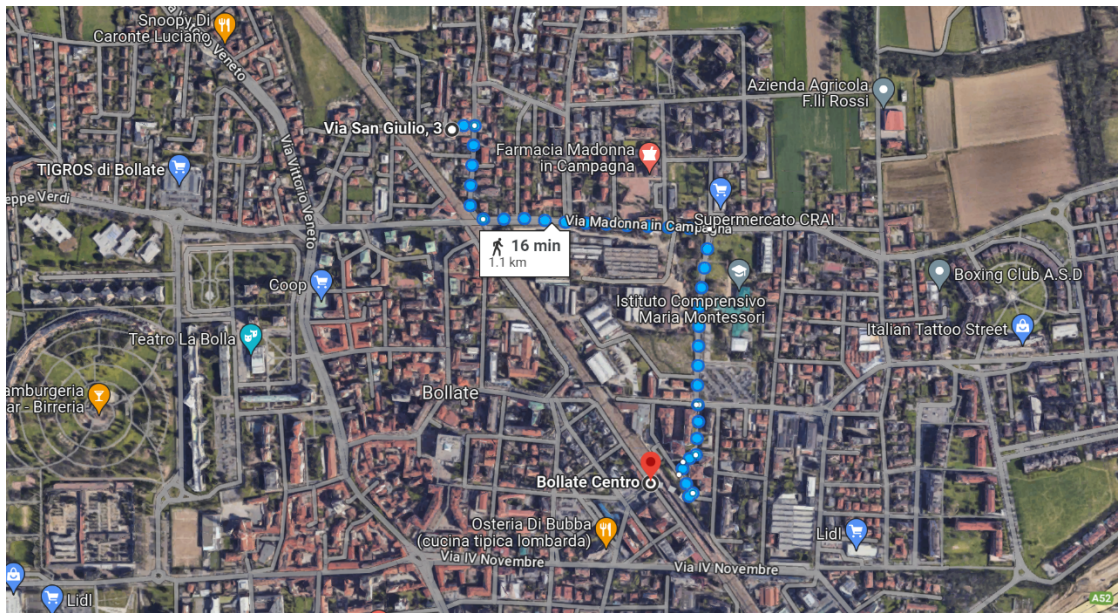 Snoopy Di
Caronte Luciano
Via Vittorio Veneto
Via San Giulio, 3
Azienda Agricola
F.lli Rossi
Farmacia Madonna
in Campagna
TIGROS di Bollate
Via Vittorio Veneto
Supermercato CRAI
Via Madonna in Campagna
16 min
1.1 km
Coop
Istituto Comprensivo
Maria Montessori
Boxing Club A.S.D
Teatro La Bolla
Italian Tattoo Street
amburgeria
ar - Birreria
Bollate
Bollate Centro
Osteria Di Bubba
(cucina tipica lombarda)
Lidl
Via IV Novembre
Via IV Novembre
Lidl
A52
eppe Verdi